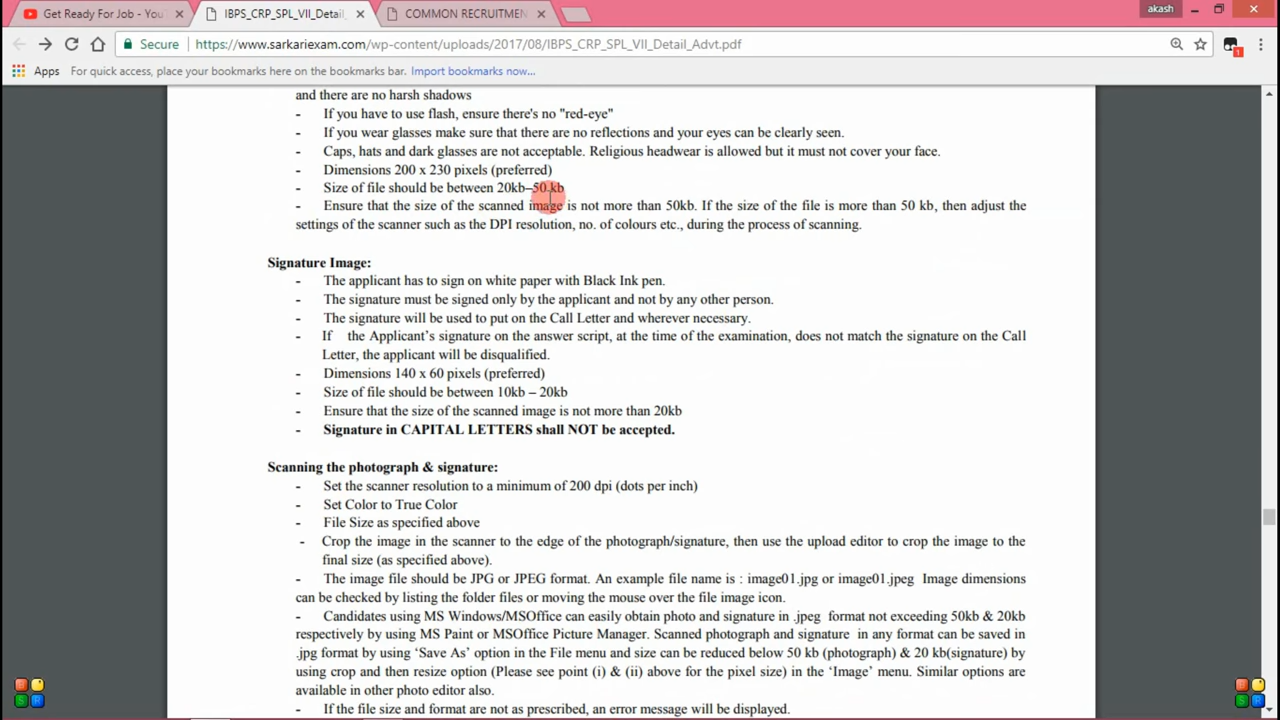 Get Ready For Job - You
IBPS_CRP_SPL_VII_Detail
COMMON RECRUITMEN
akash
Secure
https://www.sarkariexam.com/wp-content/uploads/2017/08/IBPS_CRP_SPL_VII_Detail_Advt.pdf
1
Apps For quick access, place your bookmarks here on the bookmarks bar. Import bookmarks now...
and there are no harsh shadows
- If you have to use flash, ensure there's no "red-eye"
- If you wear glasses make sure that there are no reflections and your eyes can be clearly seen.
- Caps, hats and dark glasses are not acceptable. Religious headwear is allowed but it must not cover your face.
- Dimensions 200 x 230 pixels (preferred)
- Size of file should be between 20kb–50 kb
- Ensure that the size of the scanned image is not more than 50kb. If the size of the file is more than 50 kb, then adjust the
settings of the scanner such as the DPI resolution, no. of colours etc., during the process of scanning.
Signature Image:
- The applicant has to sign on white paper with Black Ink pen.
- The signature must be signed only by the applicant and not by any other person.
- The signature will be used to put on the Call Letter and wherever necessary.
- If the Applicant’s signature on the answer script, at the time of the examination, does not match the signature on the Call
Letter, the applicant will be disqualified.
- Dimensions 140 x 60 pixels (preferred)
- Size of file should be between 10kb – 20kb
- Ensure that the size of the scanned image is not more than 20kb
- Signature in CAPITAL LETTERS shall NOT be accepted.
Scanning the photograph & signature:
- Set the scanner resolution to a minimum of 200 dpi (dots per inch)
- Set Color to True Color
- File Size as specified above
- Crop the image in the scanner to the edge of the photograph/signature, then use the upload editor to crop the image to the
final size (as specified above).
- The image file should be JPG or JPEG format. An example file name is : image01.jpg or image01.jpeg Image dimensions
can be checked by listing the folder files or moving the mouse over the file image icon.
- Candidates using MS Windows/MSOffice can easily obtain photo and signature in .jpeg format not exceeding 50kb & 20kb
respectively by using MS Paint or MSOffice Picture Manager. Scanned photograph and signature in any format can be saved in
.jpg format by using ‘Save As’ option in the File menu and size can be reduced below 50 kb (photograph) & 20 kb(signature) by
using crop and then resize option (Please see point (i) & (ii) above for the pixel size) in the ‘Image’ menu. Similar options are
available in other photo editor also.
- If the file size and format are not as prescribed, an error message will be displayed.